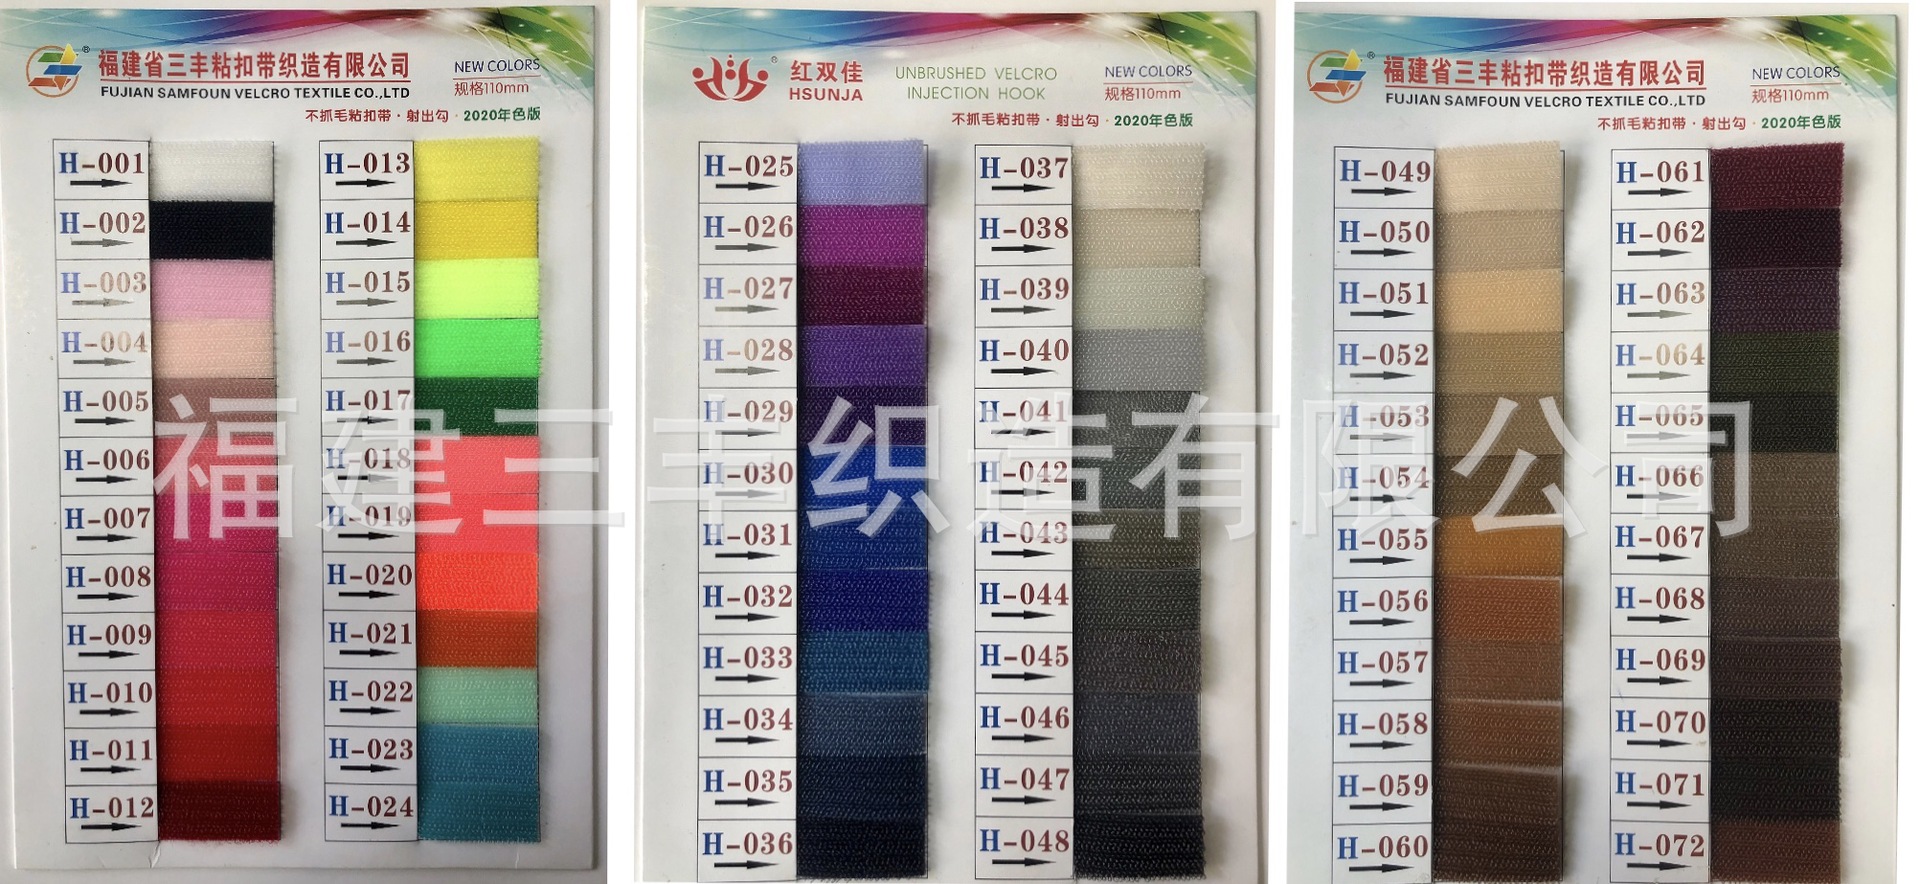 福建省三丰粘扣带织造有限公司
FUJIAN SAMFOUN VELCRO TEXTILE CO.,LTD
NEW COLORS
规格110mm
不抓毛粘扣带·射出勾·2020年色版
H-001
H-002
H-003
H-004
H-005
H-006
H-007
H-008
H-009
H-010
H-011
H-012
H-013
H-014
H-015
H-016
H-017
H-018
H-019
H-020
H-021
H-022
H-023
H-024
红双佳
HSUNJA
UNBRUSHED VELCRO
INJECTION HOOK
NEW COLORS
规格110mm
不抓毛粘扣带·射出勾·2020年色版
H-025
H-026
H-027
H-028
H-029
H-030
H-031
H-032
H-033
H-034
H-035
H-036
H-037
H-038
H-039
H-040
H-041
H-042
H-043
H-044
H-045
H-046
H-047
H-048
福建省三丰粘扣带织造有限公司
FUJIAN SAMFOUN VELCRO TEXTILE CO.,LTD
NEW COLORS
规格110mm
不抓毛粘扣带·射出勾·2020年色版
H-049
H-050
H-051
H-052
H-053
H-054
H-055
H-056
H-057
H-058
H-059
H-060
H-061
H-062
H-063
H-064
H-065
H-066
H-067
H-068
H-069
H-070
H-071
H-072
福建三丰织造有限公司